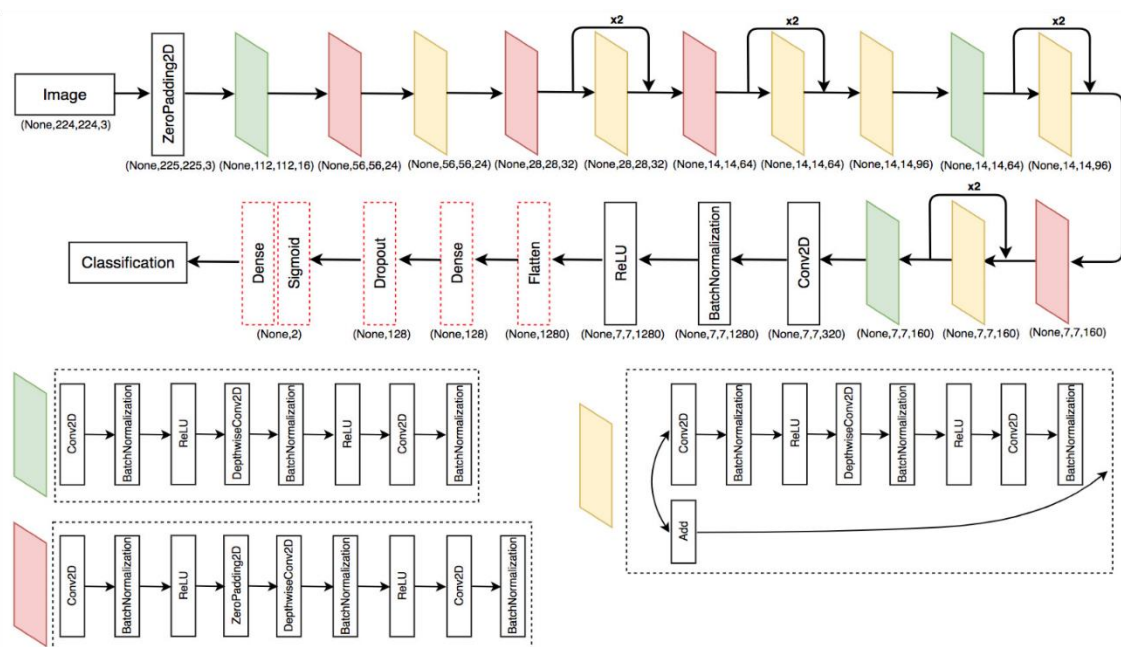 x2 x2 x2
Image
ZeroPadding2D
(None,224,224,3)
(None,225,225,3) (None,112,112,16) (None,56,56,24) (None,56,56,24) (None,28,28,32) (None,28,28,32) (None,14,14,64) (None,14,14,64) (None,14,14,96) (None,14,14,64) (None,14,14,96)
x2
Classification
Dense
Sigmoid
Dropout
Dense
Flatten
ReLU
BatchNormalization
Conv2D
(None,2) (None,128) (None,128) (None,1280) (None,7,7,1280) (None,7,7,1280) (None,7,7,320) (None,7,7,160) (None,7,7,160) (None,7,7,160)
Conv2D
BatchNormalization
ReLU
DepthwiseConv2D
BatchNormalization
ReLU
Conv2D
BatchNormalization
Conv2D
BatchNormalization
ReLU
DepthwiseConv2D
BatchNormalization
ReLU
Conv2D
BatchNormalization
Add
Conv2D
BatchNormalization
ReLU
ZeroPadding2D
DepthwiseConv2D
BatchNormalization
ReLU
Conv2D
BatchNormalization